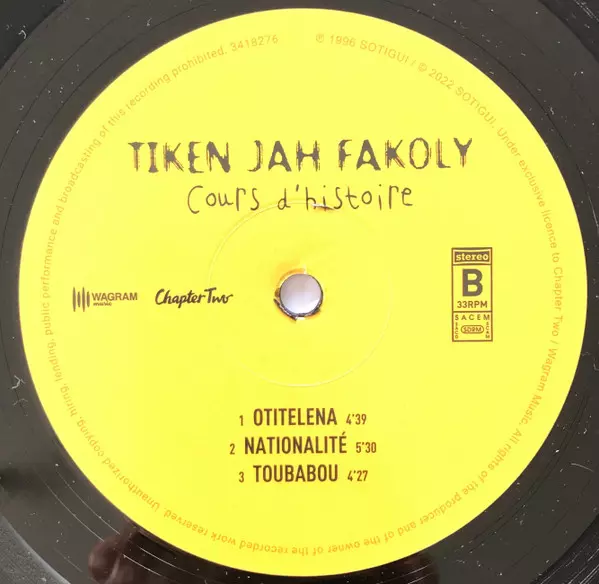 TIKEN JAH FAKOLY
Cours d'histoire
WAGRAM
music
Chapter Two
stereo
B
33RPM
SACEM
SDRM
1 OTITELENA 4'39
2 NATIONALITÉ 5'30
3 TOUBABOU 4'27
℗ 1996 SOTIGUI / © 2022 SOTIGUI. Under exclusive licence to Chapter Two / Wagram Music. All rights of the producer and of the owner of the recorded work reserved. Unauthorized copying, hiring, lending, public performance and broadcasting of this recording prohibited. 3418276